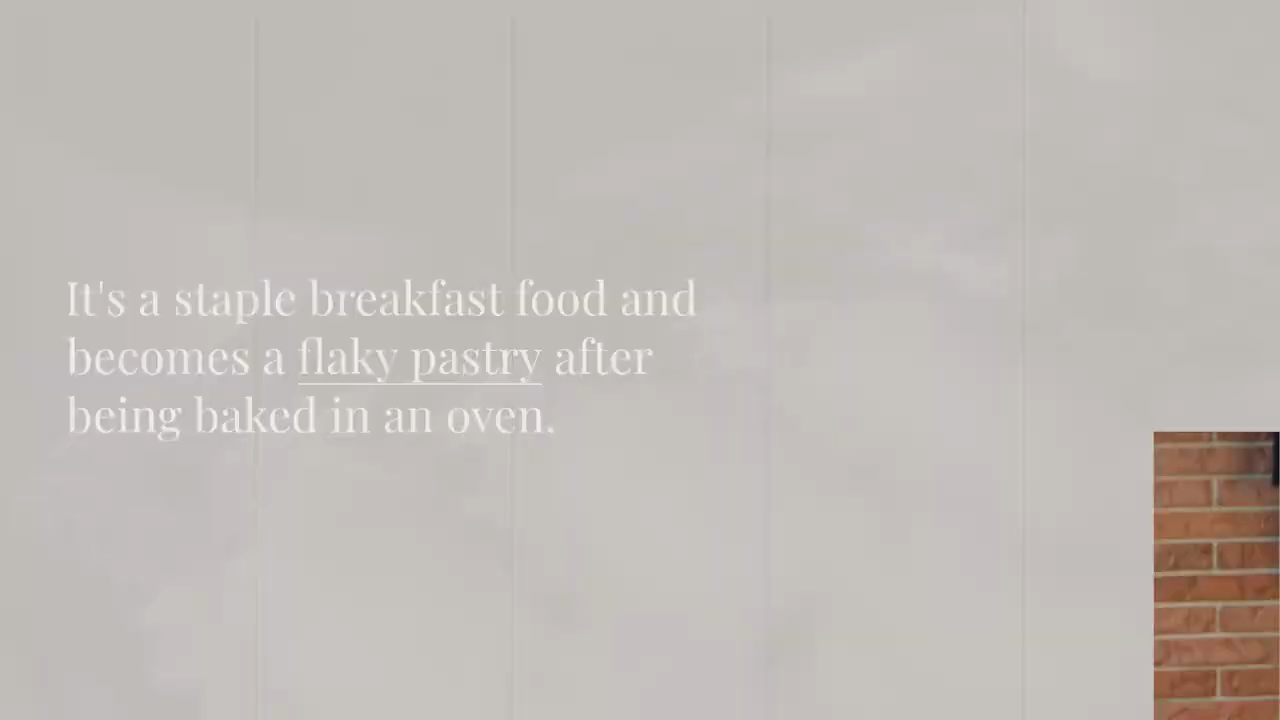 It's a staple breakfast food and
becomes a flaky pastry after
being baked in an oven.